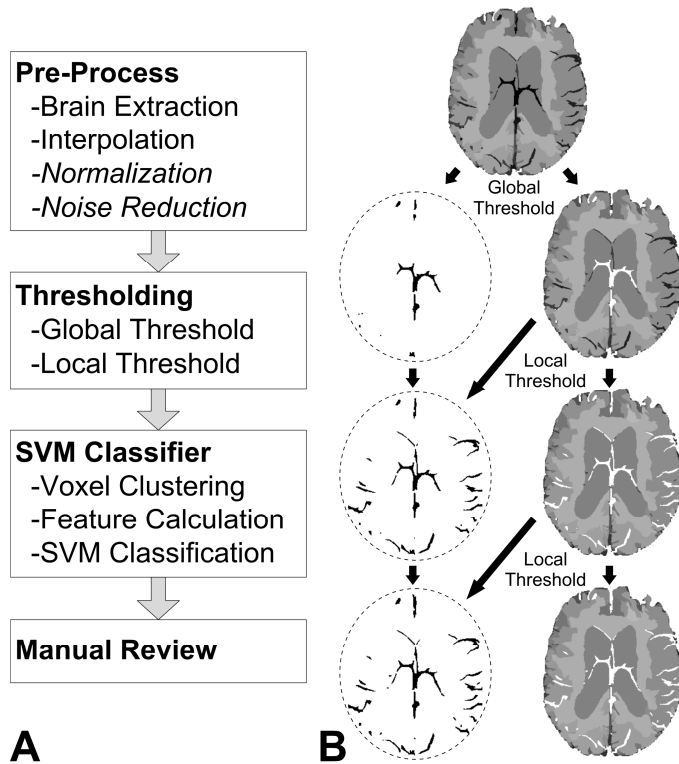 Pre-Process
-Brain Extraction
-Interpolation
-Normalization
-Noise Reduction
Thresholding
-Global Threshold
-Local Threshold
SVM Classifier
-Voxel Clustering
-Feature Calculation
-SVM Classification
Manual Review
A
Global
Threshold
Local
Threshold
Local
Threshold
B